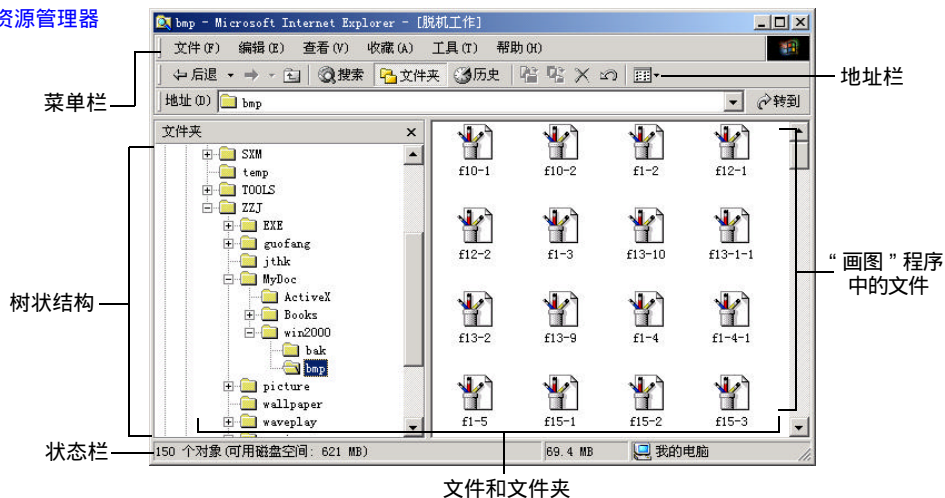 资源管理器
bmp - Microsoft Internet Explorer - [脱机工作]
文件(F) 编辑(E) 查看(V) 收藏(A) 工具(T) 帮助(H)
后退 搜索 文件夹 历史
地址(D) bmp 转到
菜单栏
地址栏
文件夹
SXM
temp
TOOLS
ZZJ
EXE
guofang
jthk
MyDoc
ActiveX
Books
win2000
bak
bmp
picture
wallpaper
waveplay
f10-1 f10-2 f1-2 f12-1
f12-2 f1-3 f13-10 f13-1-1
f13-2 f13-9 f1-4 f1-4-1
f1-5 f15-1 f15-2 f15-3
树状结构
“画图”程序
中的文件
状态栏
150 个对象(可用磁盘空间: 621 MB) 69.4 MB 我的电脑
文件和文件夹